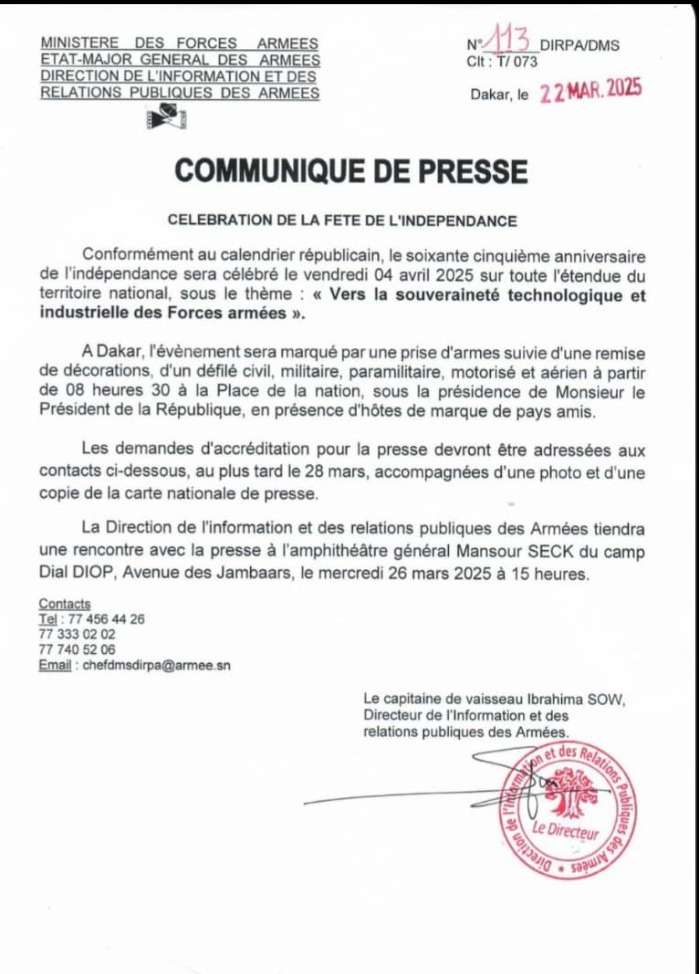 MINISTERE DES FORCES ARMEES
ETAT-MAJOR GENERAL DES ARMEES
DIRECTION DE L'INFORMATION ET DES
RELATIONS PUBLIQUES DES ARMEES
N° 113 DIRPA/DMS
Clt : T/ 073
Dakar, le 22 MAR. 2025
COMMUNIQUE DE PRESSE
CELEBRATION DE LA FETE DE L'INDEPENDANCE
Conformément au calendrier républicain, le soixante cinquième anniversaire
de l'indépendance sera célébré le vendredi 04 avril 2025 sur toute l'étendue du
territoire national, sous le thème : « Vers la souveraineté technologique et
industrielle des Forces armées ».
A Dakar, l'évènement sera marqué par une prise d'armes suivie d'une remise
de décorations, d'un défilé civil, militaire, paramilitaire, motorisé et aérien à partir
de 08 heures 30 à la Place de la nation, sous la présidence de Monsieur le
Président de la République, en présence d'hôtes de marque de pays amis.
Les demandes d'accréditation pour la presse devront être adressées aux
contacts ci-dessous, au plus tard le 28 mars, accompagnées d'une photo et d'une
copie de la carte nationale de presse.
La Direction de l'information et des relations publiques des Armées tiendra
une rencontre avec la presse à l'amphithéâtre général Mansour SECK du camp
Dial DIOP, Avenue des Jambaars, le mercredi 26 mars 2025 à 15 heures.
Contacts
Tel : 77 456 44 26
77 333 02 02
77 740 52 06
Email : chefdmsdirpa@armee.sn
Le capitaine de vaisseau Ibrahima SOW,
Directeur de l'Information et des
relations publiques des Armées.
Direction de l'Information et des Relations Publiques des Armées
Le Directeur